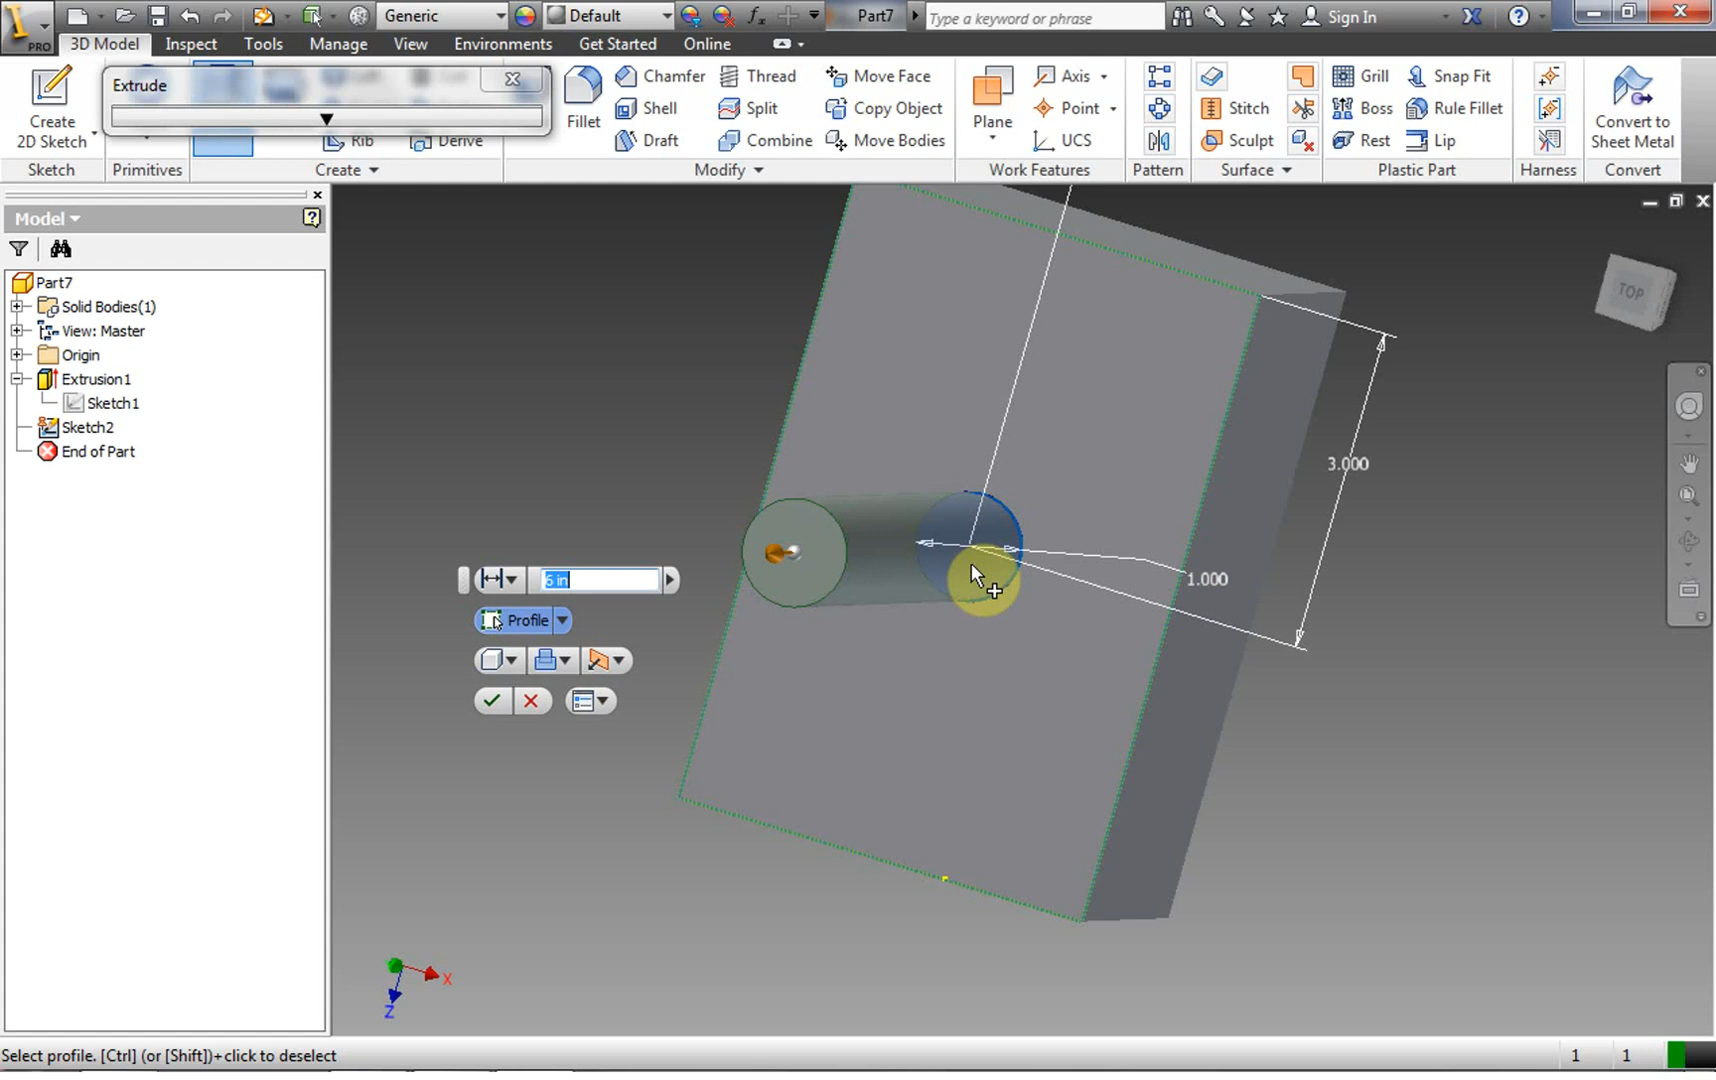 Generic
Default
Part7
Type a keyword or phrase
Sign In
PRO
3D Model
Inspect
Tools
Manage
View
Environments
Get Started
Online
Create
2D Sketch
Extrude
Rib
Derive
Fillet
Chamfer
Shell
Draft
Thread
Split
Combine
Move Face
Copy Object
Move Bodies
Plane
Axis
Point
UCS
Stitch
Sculpt
Grill
Boss
Rest
Snap Fit
Rule Fillet
Lip
Convert to
Sheet Metal
Sketch
Primitives
Create
Modify
Work Features
Pattern
Surface
Plastic Part
Harness
Convert
Model
Part7
Solid Bodies(1)
View: Master
Origin
Extrusion1
Sketch1
Sketch2
End of Part
TOP
3.000
1.000
6 in
Profile
X
Z
Select profile. [Ctrl] (or [Shift])+click to deselect
1
1